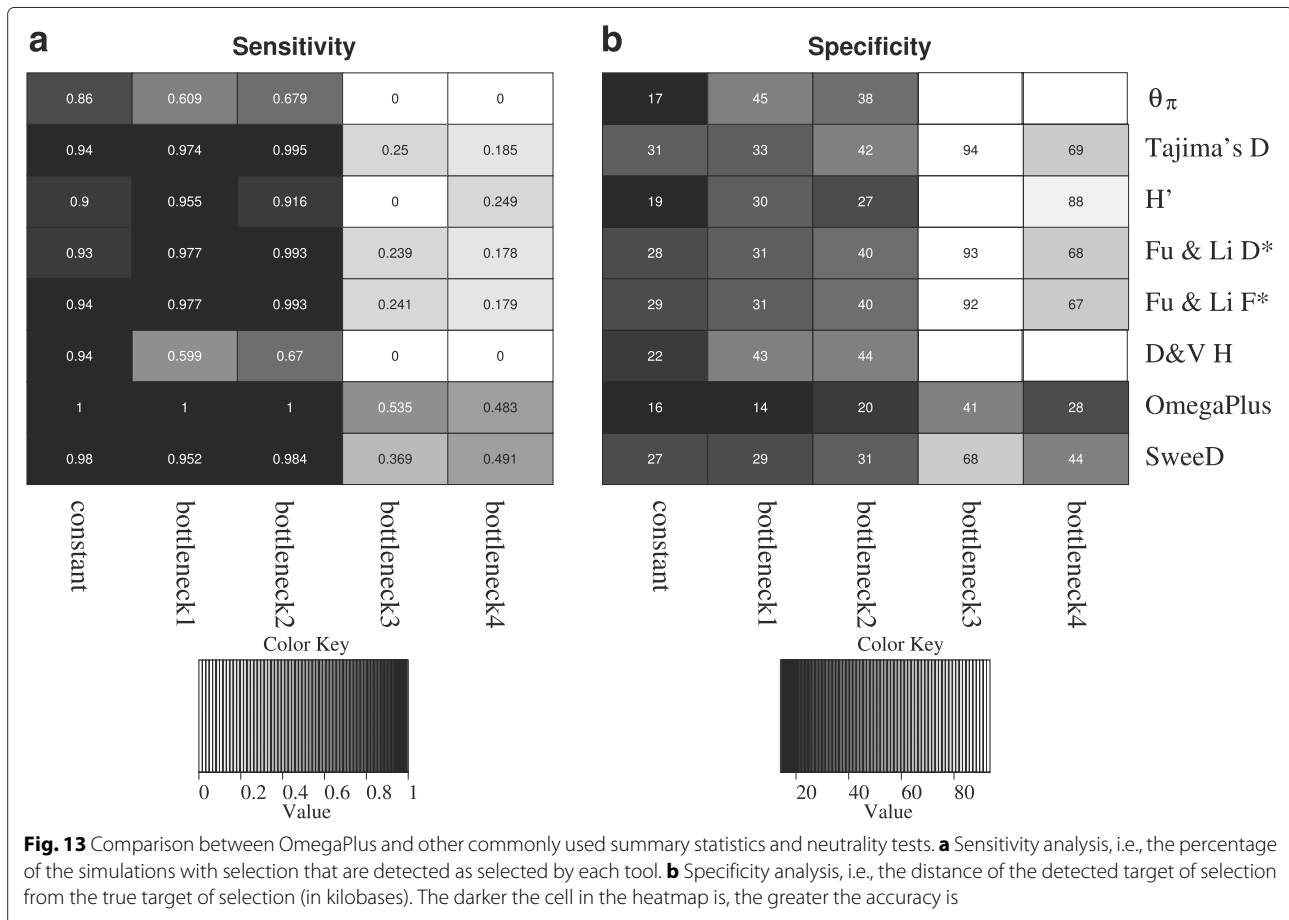 a Sensitivity b Specificity
0.86 0.609 0.679 0 0 17 45 38 θπ
0.94 0.974 0.995 0.25 0.185 31 33 42 94 69 Tajima's D
0.9 0.955 0.916 0 0.249 19 30 27 88 H'
0.93 0.977 0.993 0.239 0.178 28 31 40 93 68 Fu & Li D*
0.94 0.977 0.993 0.241 0.179 29 31 40 92 67 Fu & Li F*
0.94 0.599 0.67 0 0 22 43 44 D&V H
1 1 1 0.535 0.483 16 14 20 41 28 OmegaPlus
0.98 0.952 0.984 0.369 0.491 27 29 31 68 44 SweeD
constant bottleneck1 bottleneck2 bottleneck3 bottleneck4 constant bottleneck1 bottleneck2 bottleneck3 bottleneck4
Color Key Color Key
0 0.2 0.4 0.6 0.8 1 20 40 60 80
Value Value
Fig. 13 Comparison between OmegaPlus and other commonly used summary statistics and neutrality tests. a Sensitivity analysis, i.e., the percentage
of the simulations with selection that are detected as selected by each tool. b Specificity analysis, i.e., the distance of the detected target of selection
from the true target of selection (in kilobases). The darker the cell in the heatmap is, the greater the accuracy is